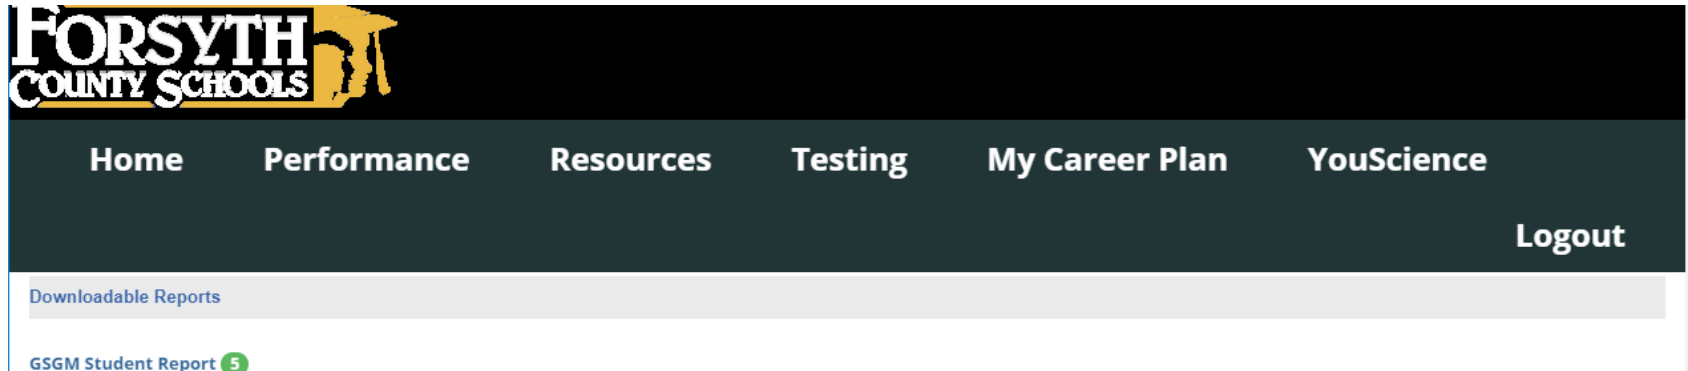 FORSYTH
COUNTY SCHOOLS
Home Performance Resources Testing My Career Plan YouScience
Logout
Downloadable Reports
GSGM Student Report 5